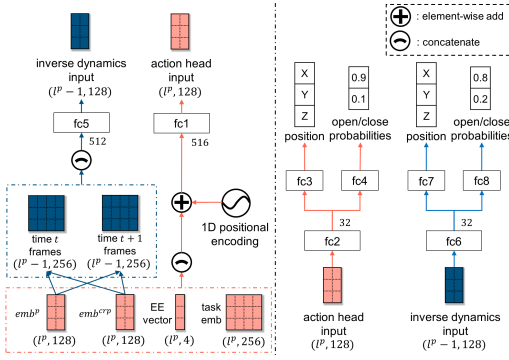 inverse dynamics
input
(l^p − 1, 128)
fc5
512
time t
frames
(l^p − 1, 256)
time t + 1
frames
(l^p − 1, 256)
action head
input
(l^p, 128)
fc1
516
1D positional
encoding
emb^p
(l^p, 128)
emb^crp
(l^p, 128)
EE
vector
(l^p, 4)
task
emb
(l^p, 256)
: element-wise add
: concatenate
X
Y
Z
position
0.9
0.1
open/close
probabilities
fc3
fc4
32
fc2
action head
input
(l^p, 128)
X
Y
Z
position
0.8
0.2
open/close
probabilities
fc7
fc8
32
fc6
inverse dynamics
input
(l^p − 1, 128)